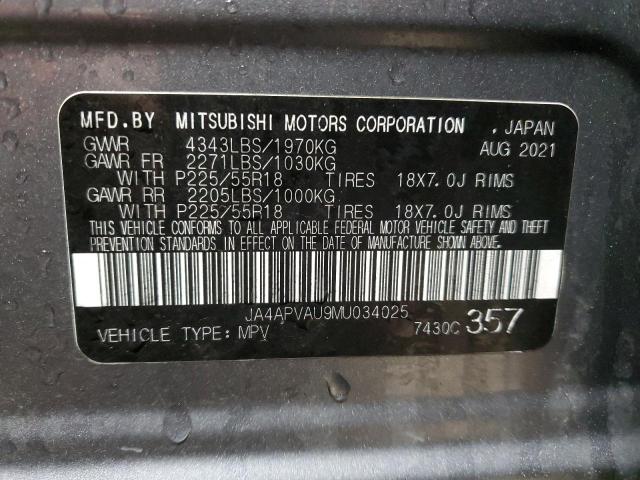 MFD.BY MITSUBISHI MOTORS CORPORATION . JAPAN
GWWR 4343LBS/1970KG AUG 2021
GAWR FR 2271LBS/1030KG
WITH P225/55R18 TIRES 18X7.0J RIMS
GAWR RR 2205LBS/1000KG
WITH P225/55R18 TIRES 18X7.0J RIMS
THIS VEHICLE CONFORMS TO ALL APPLICABLE FEDERAL MOTOR VEHICLE SAFETY AND THEFT
PREVENTION STANDARDS IN EFFECT ON THE DATE OF MANUFACTURE SHOWN ABOVE.
JA4APVAU9MU034025
VEHICLE TYPE: MPV 7430C 357